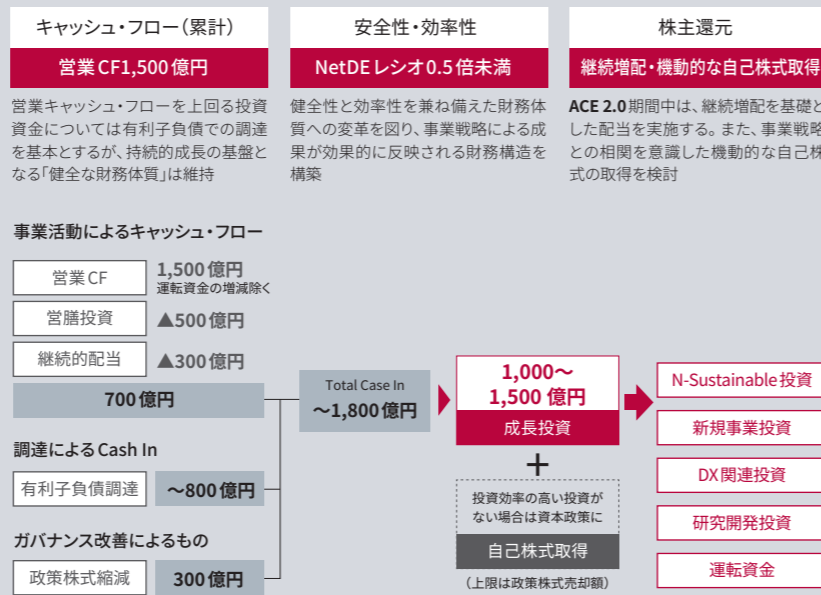 キャッシュ・フロー（累計）
営業CF1,500億円
営業キャッシュ・フローを上回る投資
資金については有利子負債での調達
を基本とするが、持続的成長の基盤と
なる「健全な財務体質」は維持
安全性・効率性
NetDEレシオ0.5倍未満
健全性と効率性を兼ね備えた財務体
質への変革を図り、事業戦略による成
果が効果的に反映される財務構造を
構築
株主還元
継続増配・機動的な自己株式取得
ACE 2.0期間中は、継続増配を基礎と
した配当を実施する。また、事業戦略
との相関を意識した機動的な自己株
式の取得を検討
事業活動によるキャッシュ・フロー
営業CF
1,500億円
運転資金の増減除く
営膳投資
▲500億円
継続的配当
▲300億円
700億円
調達によるCash In
有利子負債調達
〜800億円
ガバナンス改善によるもの
政策株式縮減
300億円
Total Case In
〜1,800億円
1,000〜
1,500 億円
成長投資
+
投資効率の高い投資が
ない場合は資本政策に
自己株式取得
（上限は政策株式売却額）
N-Sustainable投資
新規事業投資
DX関連投資
研究開発投資
運転資金